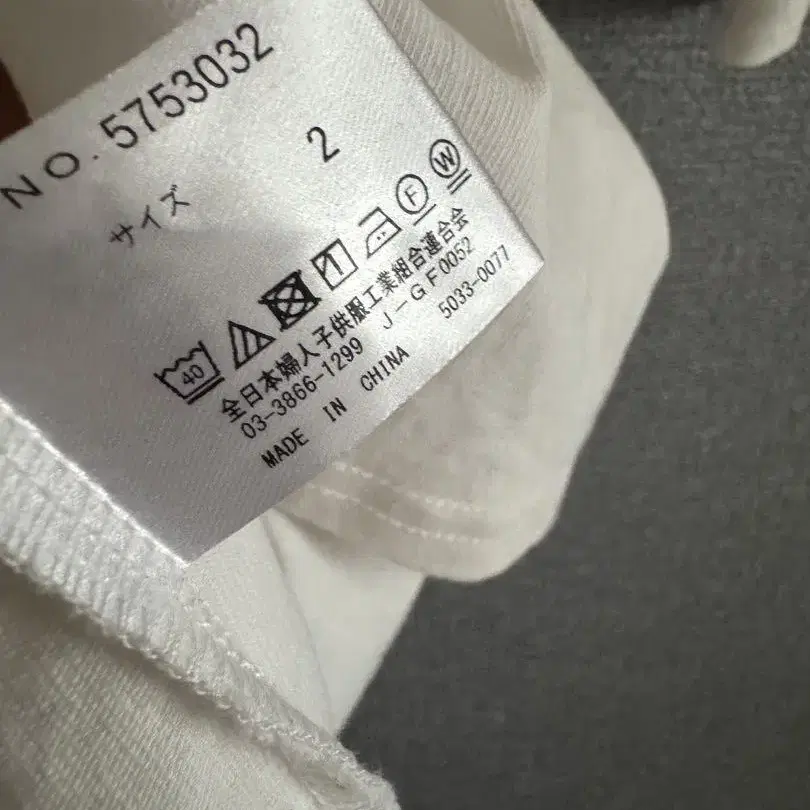 NO. 5753032
サイズ 2
40 F W
全日本婦人子供服工業組合連合会
03-3866-1299 J-GF0052
MADE IN CHINA 5033-0077